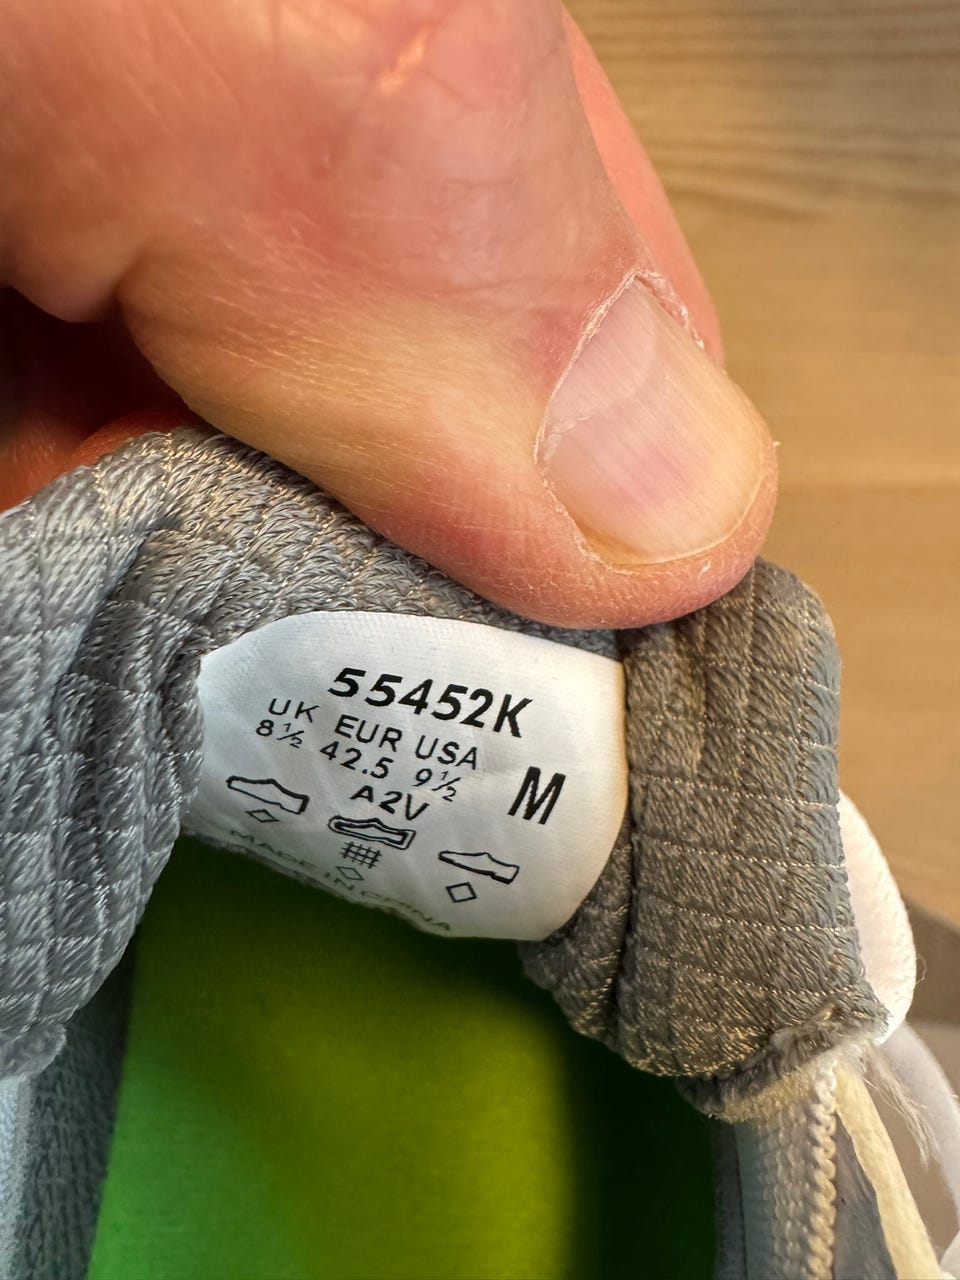 55452K
UK EUR USA
8½ 42.5 9½
M
A2V
MADE IN CHINA